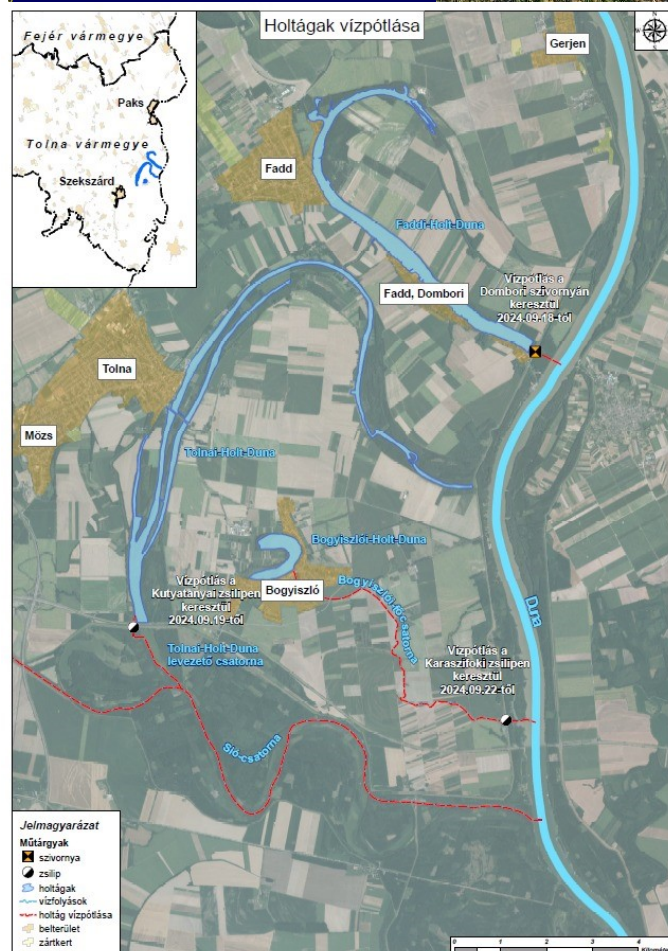 Holtágak vízpótlása
Fejér vármegye
Paks
Tolna vármegye
Szekszárd
Gerjen
Fadd
Faddi-Holt-Duna
Fadd, Dombori
Vízpótlás a
Dombori szivornyán
keresztül
2024.09.18-tól
Tolna
Mözs
Tolnai-Holt-Duna
Bogyiszlói-Holt-Duna
Bogyiszló
Bogyiszlói-főcsatorna
Vízpótlás a
Kutyatanyai zsilipen
keresztül
2024.09.19-től
Tolnai-Holt-Duna
levezető csatorna
Duna
Vízpótlás a
Karaszifoki zsilipen
keresztül
2024.09.22-től
Sió-csatorna
Jelmagyarázat
Műtárgyak
szivornya
zsilip
holtágak
vízfolyások
holtág vízpótlása
belterület
zártkert
0 1 2 3 4
Kilométer